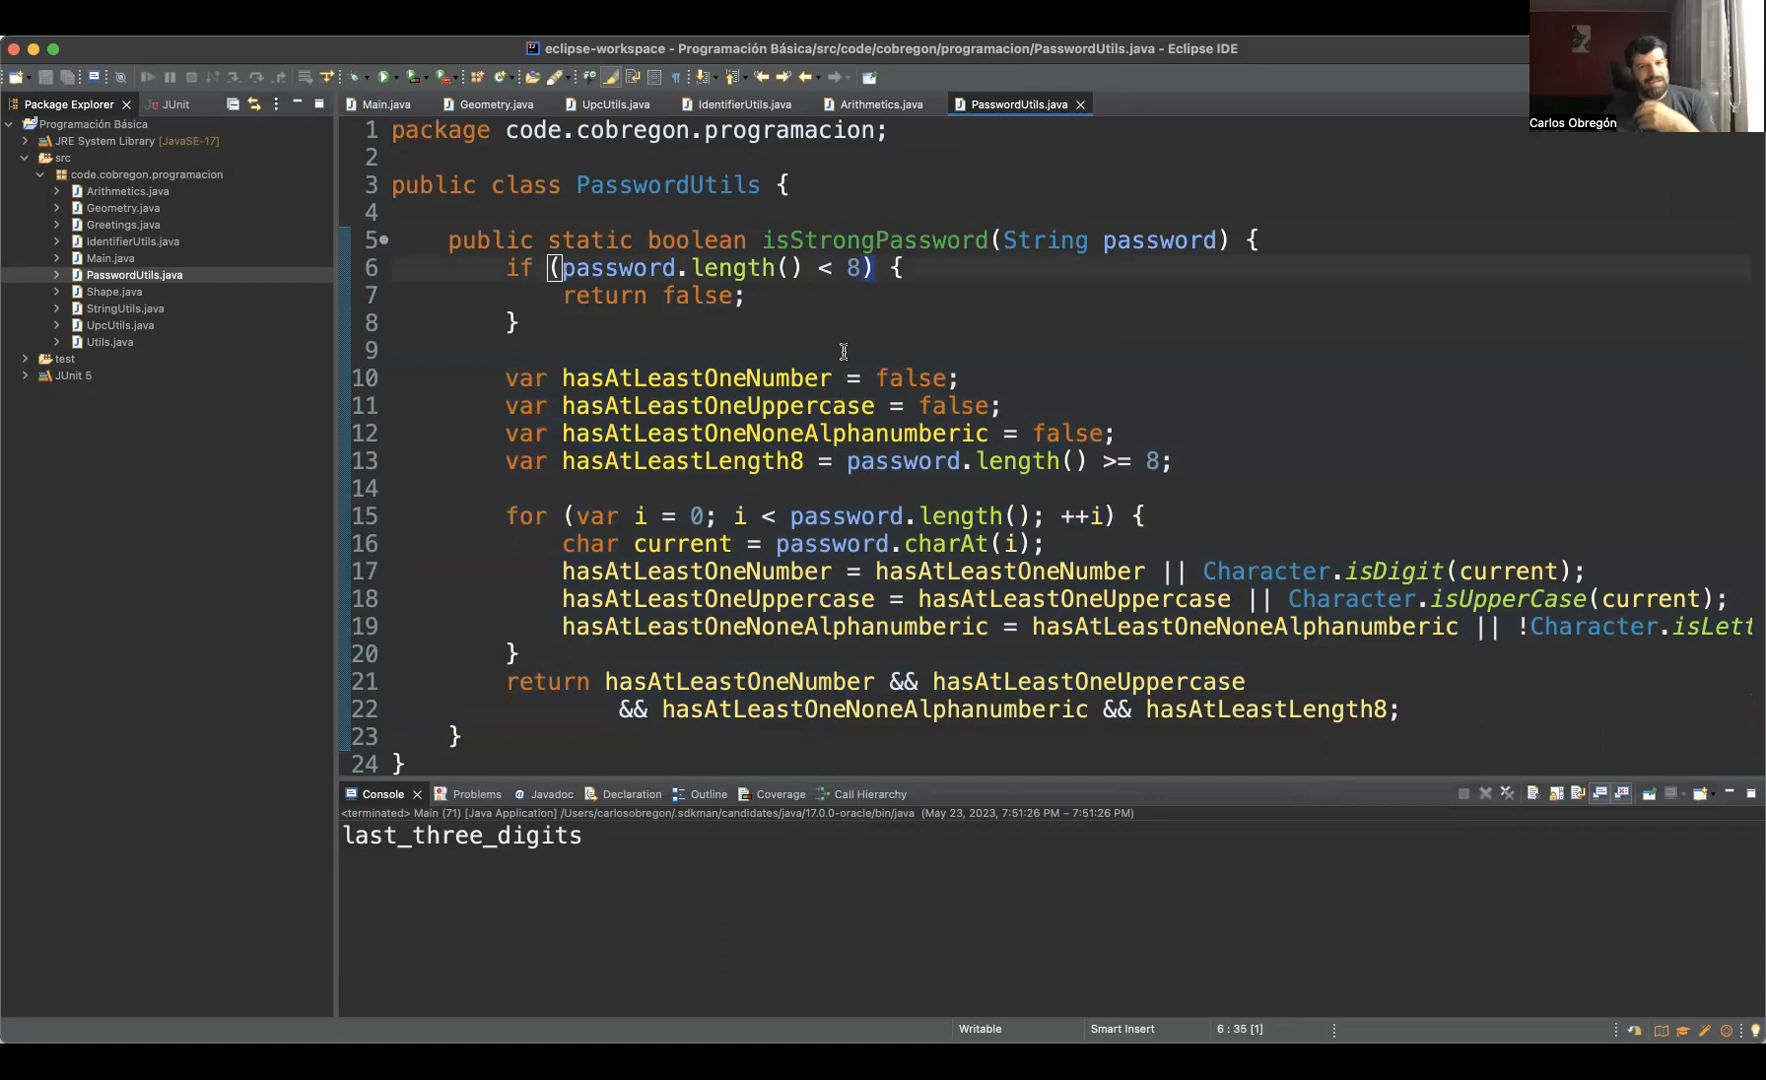 eclipse-workspace - Programación Básica/src/code/cobregon/programacion/PasswordUtils.java - Eclipse IDE
Carlos Obregón
Package Explorer
JUnit
Main.java
Geometry.java
UpcUtils.java
IdentifierUtils.java
Arithmetics.java
PasswordUtils.java
Programación Básica
JRE System Library [JavaSE-17]
src
code.cobregon.programacion
Arithmetics.java
Geometry.java
Greetings.java
IdentifierUtils.java
Main.java
PasswordUtils.java
Shape.java
StringUtils.java
UpcUtils.java
Utils.java
test
JUnit 5
1 package code.cobregon.programacion;
2
3 public class PasswordUtils {
4
5 public static boolean isStrongPassword(String password) {
6 if (password.length() < 8) {
7 return false;
8 }
9
10 var hasAtLeastOneNumber = false;
11 var hasAtLeastOneUppercase = false;
12 var hasAtLeastOneNoneAlphanumberic = false;
13 var hasAtLeastLength8 = password.length() >= 8;
14
15 for (var i = 0; i < password.length(); ++i) {
16 char current = password.charAt(i);
17 hasAtLeastOneNumber = hasAtLeastOneNumber || Character.isDigit(current);
18 hasAtLeastOneUppercase = hasAtLeastOneUppercase || Character.isUpperCase(current);
19 hasAtLeastOneNoneAlphanumberic = hasAtLeastOneNoneAlphanumberic || !Character.isLett
20 }
21 return hasAtLeastOneNumber && hasAtLeastOneUppercase
22 && hasAtLeastOneNoneAlphanumberic && hasAtLeastLength8;
23 }
24 }
Console
Problems
Javadoc
Declaration
Outline
Coverage
Call Hierarchy
<terminated> Main (71) [Java Application] /Users/carlosobregon/.sdkman/candidates/java/17.0.0-oracle/bin/java (May 23, 2023, 7:51:26 PM – 7:51:26 PM)
last_three_digits
Writable
Smart Insert
6 : 35 [1]